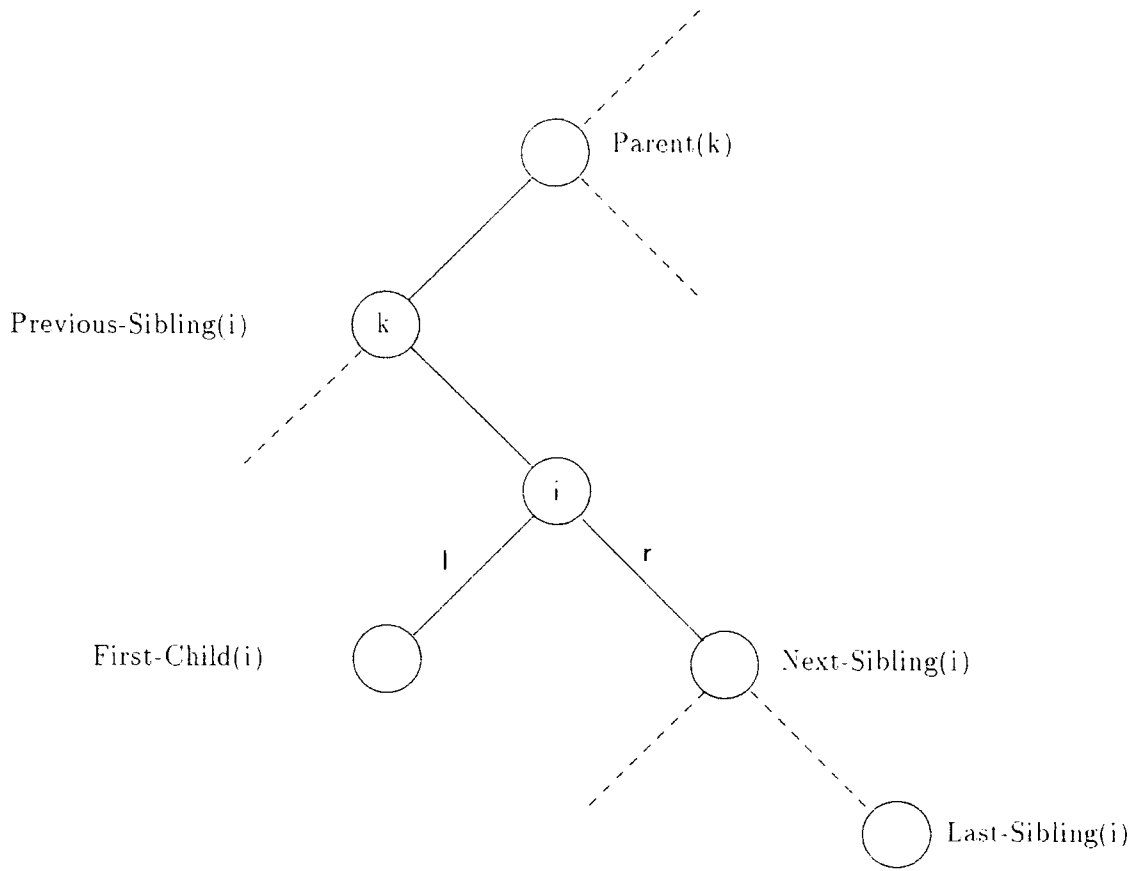 Parent(k)
Previous-Sibling(i)
k
i
l
r
First-Child(i)
Next-Sibling(i)
Last-Sibling(i)